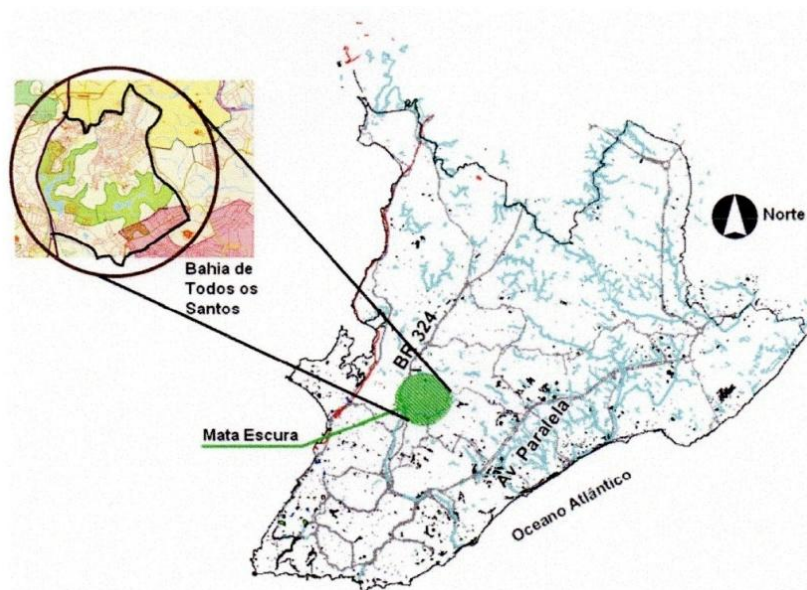 Norte
Bahia de
Todos os
Santos
BR 324
Mata Escura
Av. Paralela
Oceano Atlântico